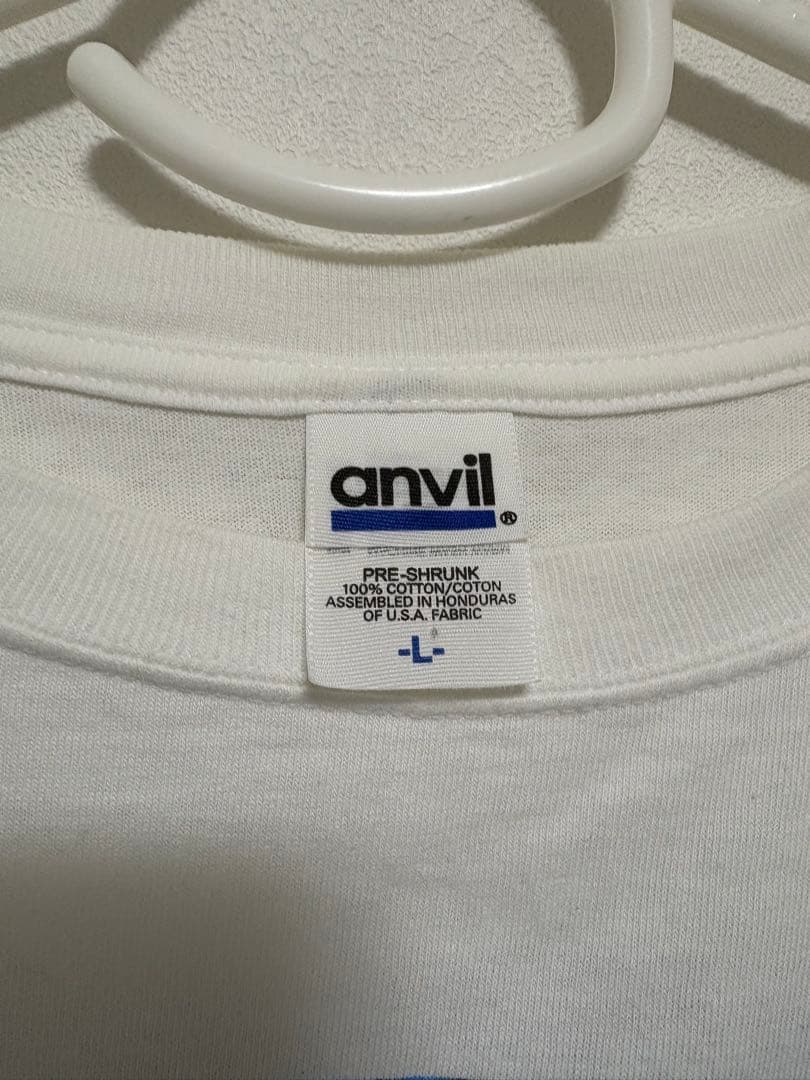 anvil
®
PRE-SHRUNK
100% COTTON/COTON
ASSEMBLED IN HONDURAS
OF U.S.A. FABRIC
-L-